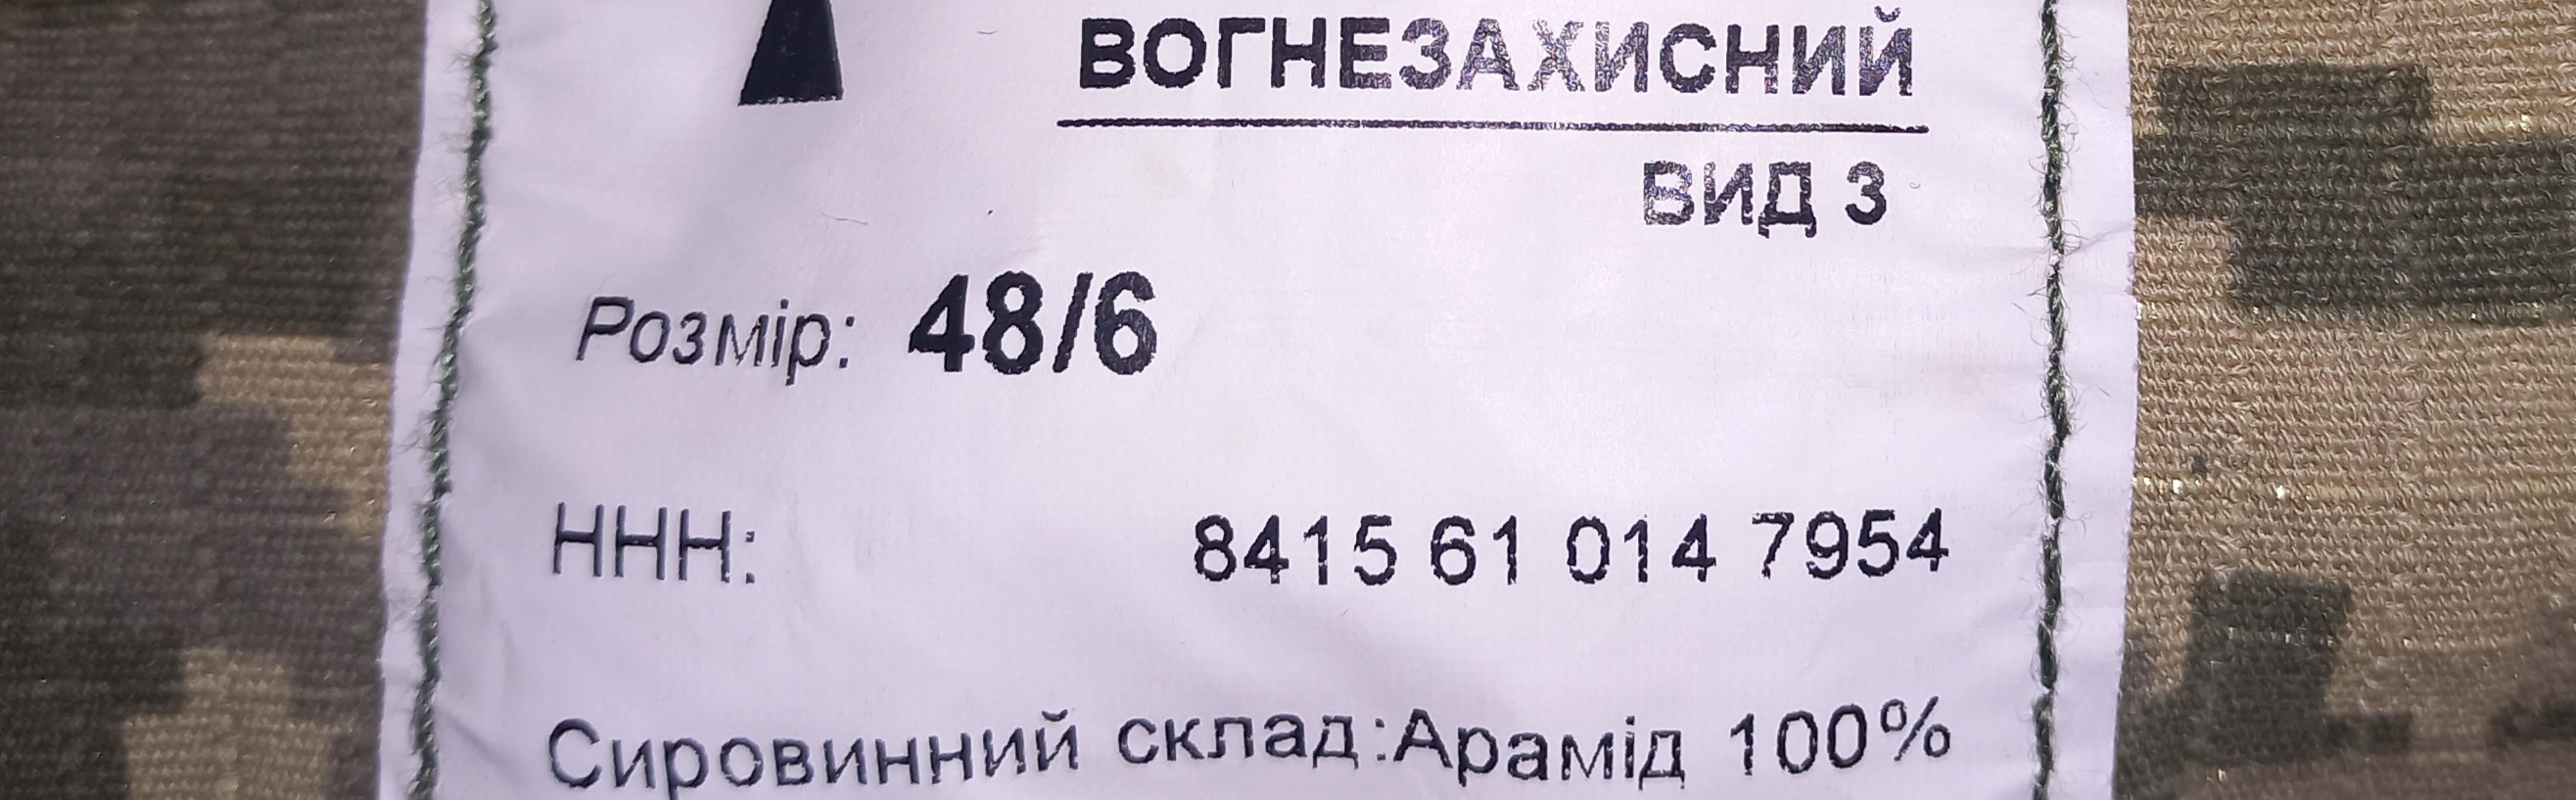 ВОГНЕЗАХИСНИЙ
ВИД 3
Розмір: 48/6
ННН: 8415 61 014 7954
Сировинний склад:Арамід 100%